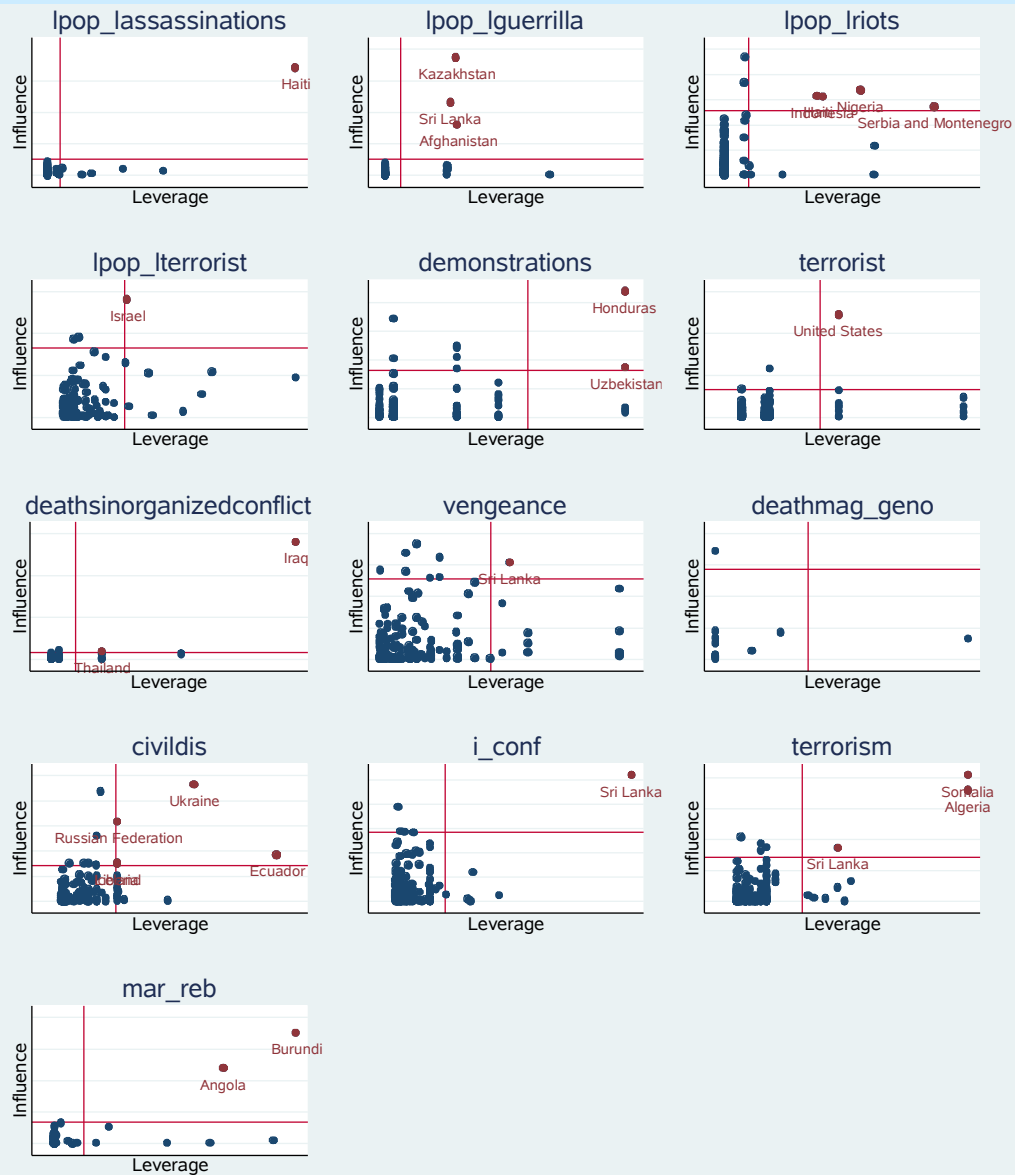 lpop_lassassinations
Influence
Haiti
Leverage
lpop_lguerrilla
Influence
Kazakhstan
Sri Lanka
Afghanistan
Leverage
lpop_lriots
Influence
Nigeria
Serbia and Montenegro
Leverage
lpop_lterrorist
Influence
Israel
Leverage
demonstrations
Influence
Honduras
Uzbekistan
Leverage
terrorist
Influence
United States
Leverage
deathsinorganizedconflict
Influence
Iraq
Thailand
Leverage
vengeance
Influence
Sri Lanka
Leverage
deathmag_geno
Influence
Leverage
civildis
Influence
Ukraine
Russian Federation
Ecuador
Leverage
i_conf
Influence
Sri Lanka
Leverage
terrorism
Influence
Somalia
Algeria
Sri Lanka
Leverage
mar_reb
Influence
Burundi
Angola
Leverage